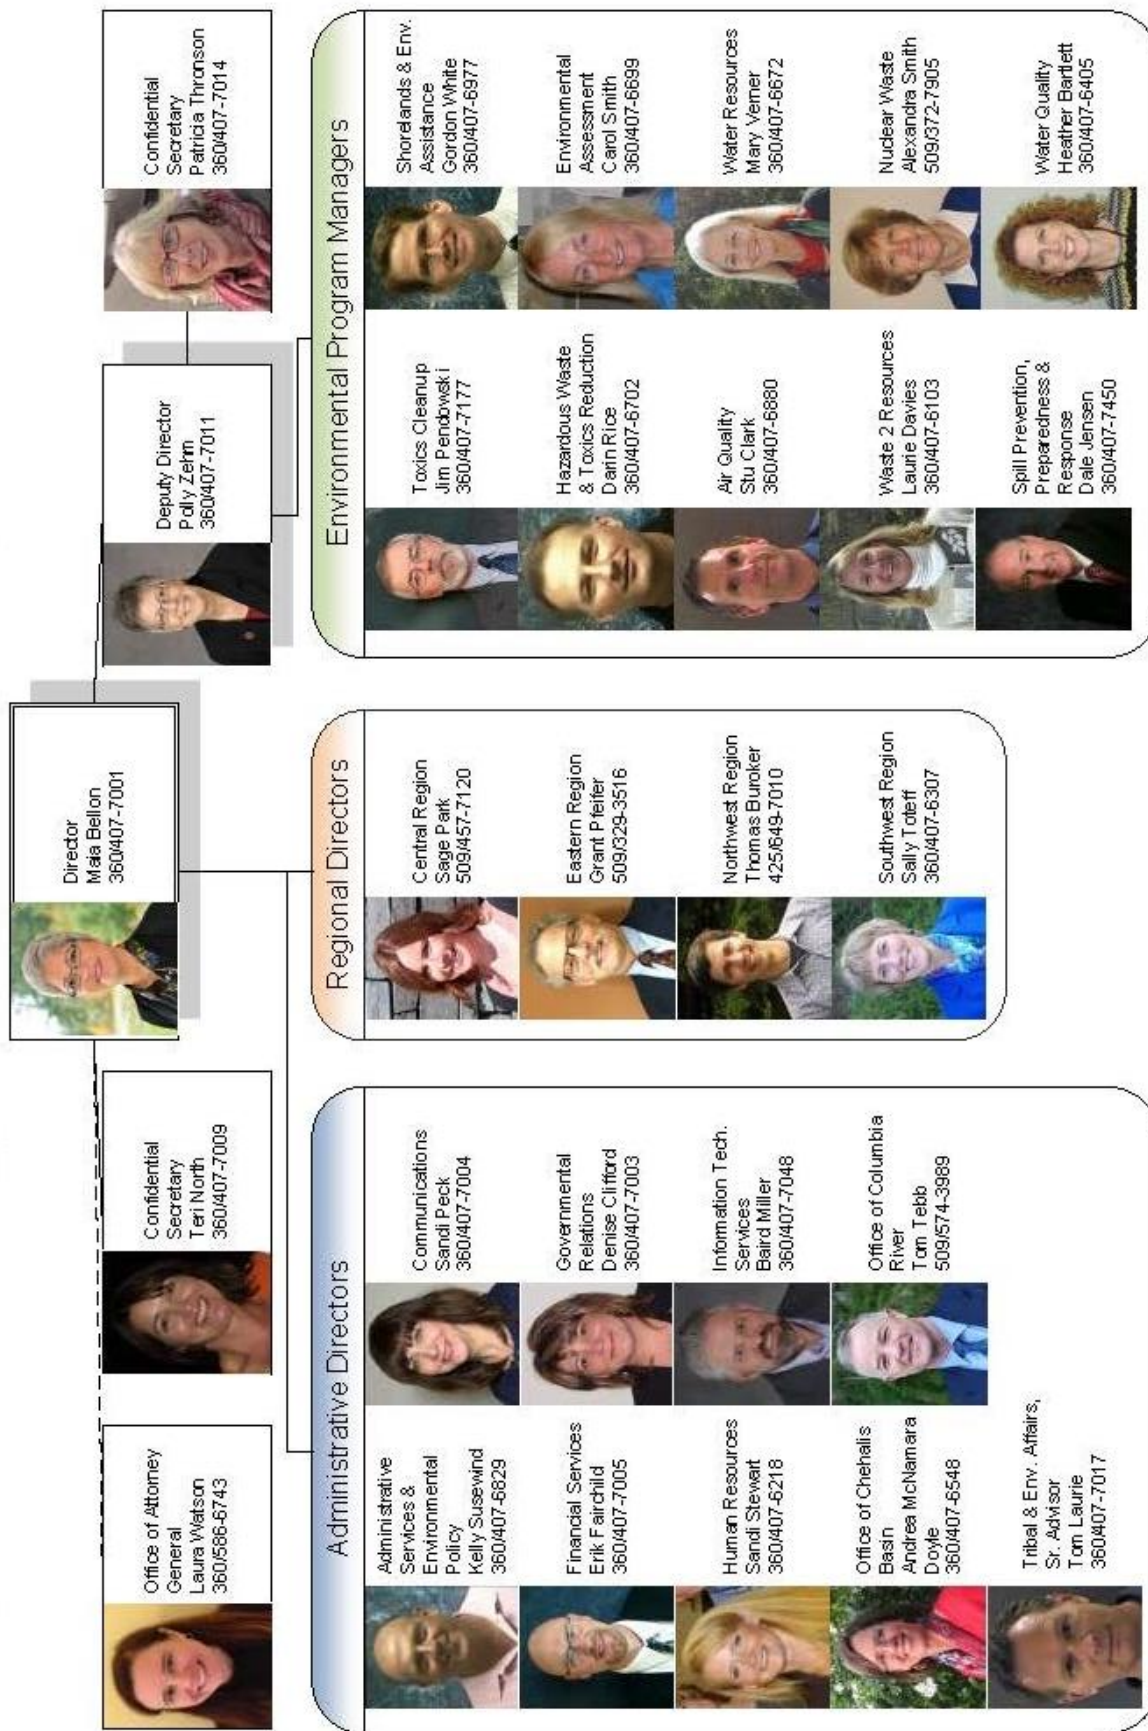 Director
Maia Bellon
360/407-7001
Office of Attorney
General
Laura Watson
360/586-6743
Confidential
Secretary
Teri North
360/407-7009
Deputy Director
Polly Zehm
360/407-7011
Confidential
Secretary
Patricia Thronson
360/407-7014
Administrative Directors
Administrative
Services &
Environmental
Policy
Kelly Susewind
360/407-6829
Communications
Sandi Peck
360/407-7004
Financial Services
Erik Fairchild
360/407-7005
Governmental
Relations
Denise Clifford
360/407-7003
Human Resources
Sandi Stewart
360/407-6218
Information Tech.
Services
Baird Miller
360/407-7048
Office of Chehalis
Basin
Andrea McNamara
Doyle
360/407-6548
Office of Columbia
River
Tom Tebb
509/574-3989
Tribal & Env. Affairs,
Sr. Advisor
Tom Laurie
360/407-7017
Regional Directors
Central Region
Sage Park
509/457-7120
Eastern Region
Grant Pfeifer
509/329-3516
Northwest Region
Thomas Buroker
425/649-7010
Southwest Region
Sally Toteff
360/407-6307
Environmental Program Managers
Toxics Cleanup
Jim Pendowski
360/407-7177
Shorelands & Env.
Assistance
Gordon White
360/407-6977
Hazardous Waste
& Toxics Reduction
Darin Rice
360/407-6702
Environmental
Assessment
Carol Smith
360/407-6699
Air Quality
Stu Clark
360/407-6880
Water Resources
Mary Verner
360/407-6672
Waste 2 Resources
Laurie Davies
360/407-6103
Nuclear Waste
Alexandra Smith
509/372-7905
Spill Prevention,
Preparedness &
Response
Dale Jensen
360/407-7450
Water Quality
Heather Bartlett
360/407-6405